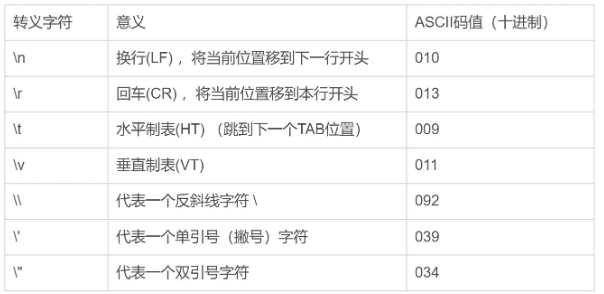 转义字符 意义 ASCII码值（十进制）
\n 换行(LF) ，将当前位置移到下一行开头 010
\r 回车(CR) ，将当前位置移到本行开头 013
\t 水平制表(HT) （跳到下一个TAB位置） 009
\v 垂直制表(VT) 011
\\ 代表一个反斜线字符 \ 092
\' 代表一个单引号（撇号）字符 039
\" 代表一个双引号字符 034